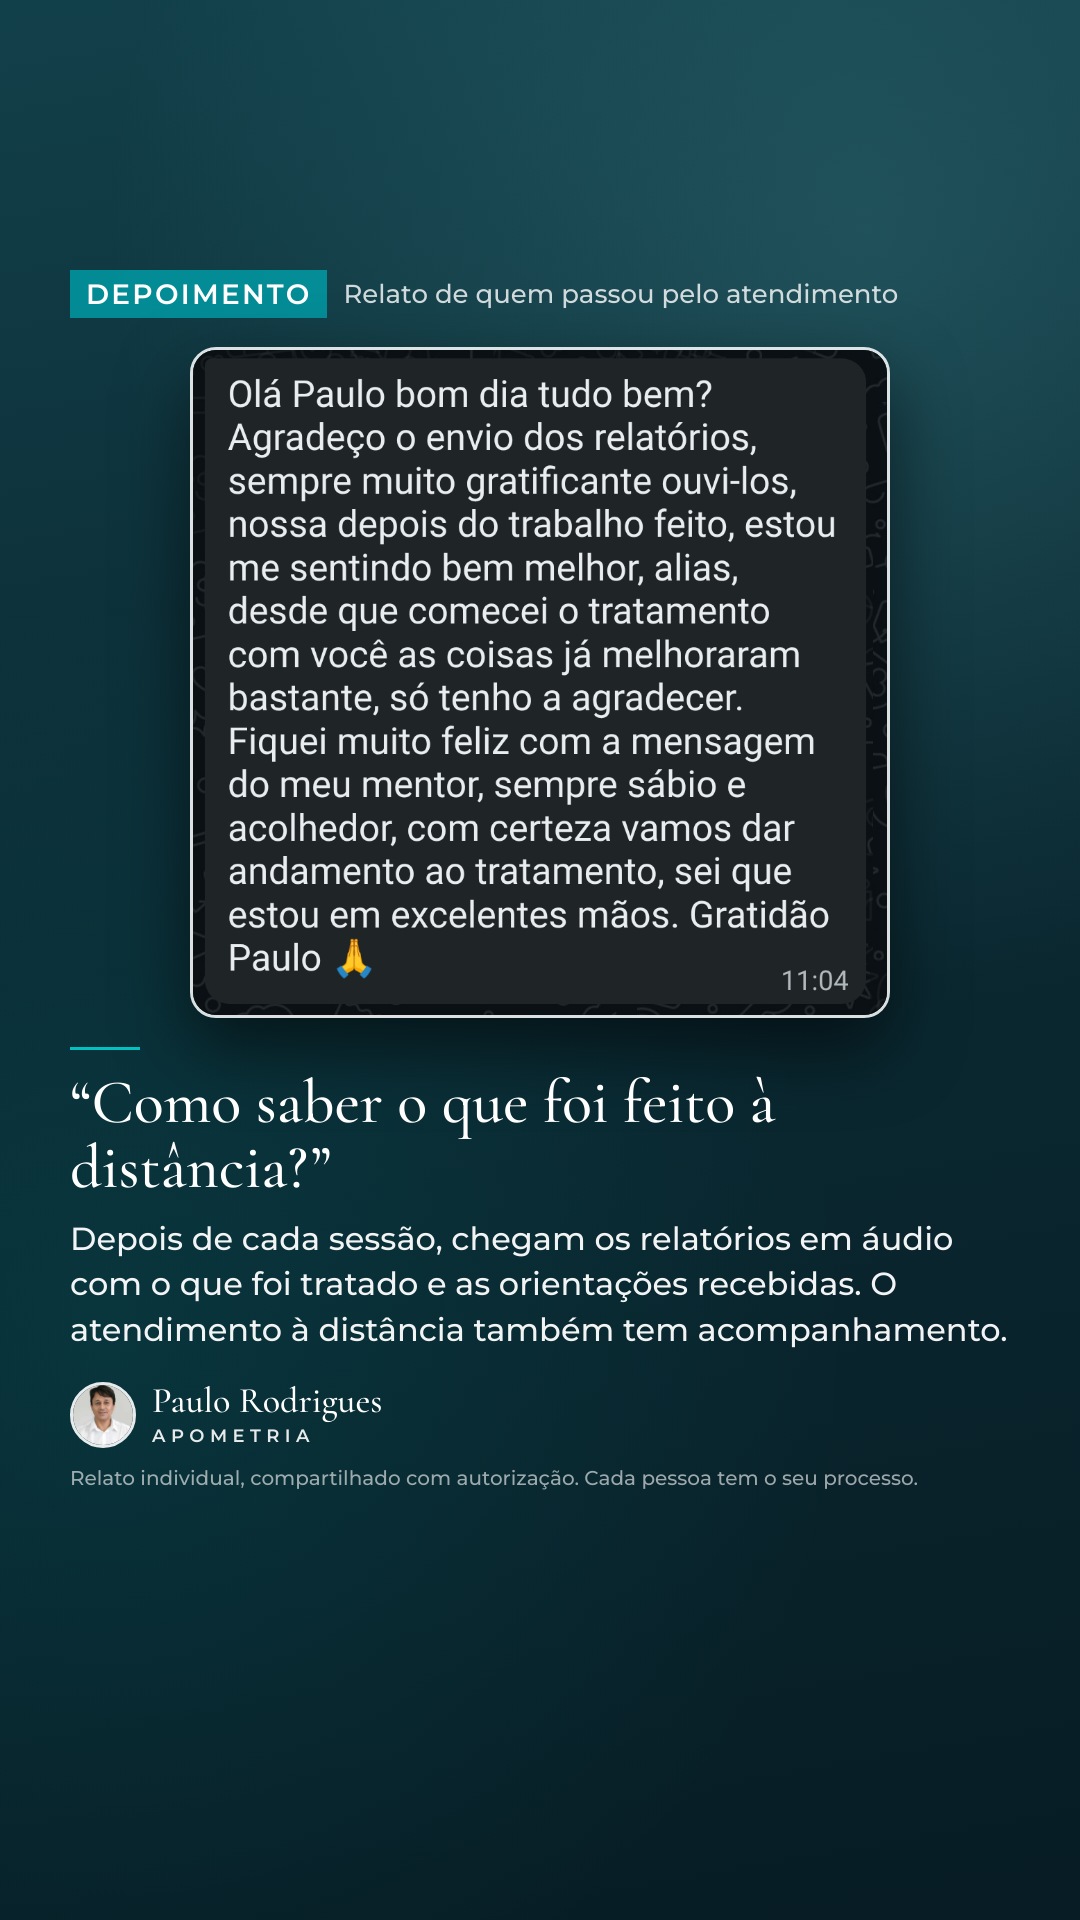 DEPOIMENTO Relato de quem passou pelo atendimento
Olá Paulo bom dia tudo bem?
Agradeço o envio dos relatórios,
sempre muito gratificante ouvi-los,
nossa depois do trabalho feito, estou
me sentindo bem melhor, alias,
desde que comecei o tratamento
com você as coisas já melhoraram
bastante, só tenho a agradecer.
Fiquei muito feliz com a mensagem
do meu mentor, sempre sábio e
acolhedor, com certeza vamos dar
andamento ao tratamento, sei que
estou em excelentes mãos. Gratidão
Paulo 🙏
11:04
“Como saber o que foi feito à
distância?”
Depois de cada sessão, chegam os relatórios em áudio
com o que foi tratado e as orientações recebidas. O
atendimento à distância também tem acompanhamento.
Paulo Rodrigues
APOMETRIA
Relato individual, compartilhado com autorização. Cada pessoa tem o seu processo.